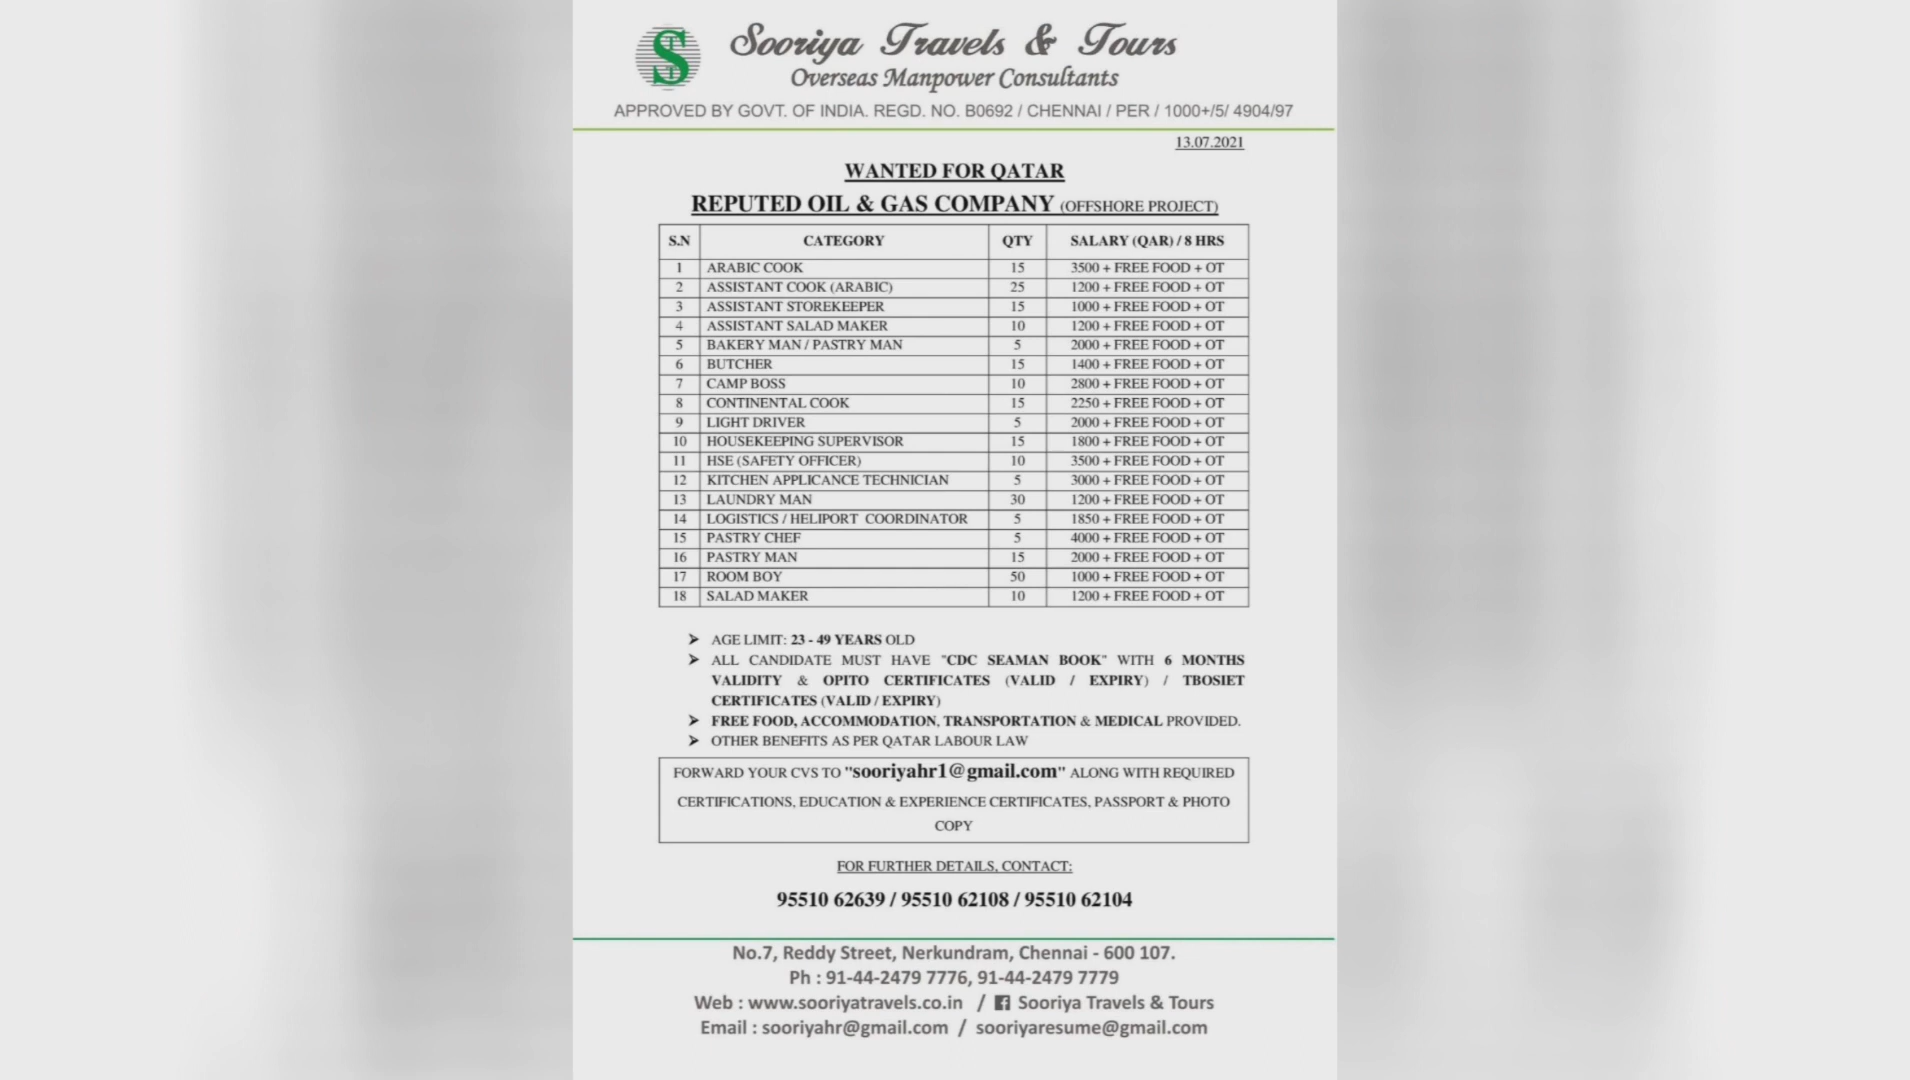 Sooriya Travels & Tours
Overseas Manpower Consultants
APPROVED BY GOVT. OF INDIA. REGD. NO. B0692 / CHENNAI / PER / 1000+/5/ 4904/97
13.07.2021
WANTED FOR QATAR
REPUTED OIL & GAS COMPANY (OFFSHORE PROJECT)
S.N CATEGORY QTY SALARY (QAR) / 8 HRS
1 ARABIC COOK 15 3500 + FREE FOOD + OT
2 ASSISTANT COOK (ARABIC) 25 1200 + FREE FOOD + OT
3 ASSISTANT STOREKEEPER 15 1000 + FREE FOOD + OT
4 ASSISTANT SALAD MAKER 10 1200 + FREE FOOD + OT
5 BAKERY MAN / PASTRY MAN 5 2000 + FREE FOOD + OT
6 BUTCHER 15 1400 + FREE FOOD + OT
7 CAMP BOSS 10 2800 + FREE FOOD + OT
8 CONTINENTAL COOK 15 2250 + FREE FOOD + OT
9 LIGHT DRIVER 5 2000 + FREE FOOD + OT
10 HOUSEKEEPING SUPERVISOR 15 1800 + FREE FOOD + OT
11 HSE (SAFETY OFFICER) 10 3500 + FREE FOOD + OT
12 KITCHEN APPLICANCE TECHNICIAN 5 3000 + FREE FOOD + OT
13 LAUNDRY MAN 30 1200 + FREE FOOD + OT
14 LOGISTICS / HELIPORT COORDINATOR 5 1850 + FREE FOOD + OT
15 PASTRY CHEF 5 4000 + FREE FOOD + OT
16 PASTRY MAN 15 2000 + FREE FOOD + OT
17 ROOM BOY 50 1000 + FREE FOOD + OT
18 SALAD MAKER 10 1200 + FREE FOOD + OT
➤ AGE LIMIT: 23 - 49 YEARS OLD
➤ ALL CANDIDATE MUST HAVE "CDC SEAMAN BOOK" WITH 6 MONTHS
VALIDITY & OPITO CERTIFICATES (VALID / EXPIRY) / TBOSIET
CERTIFICATES (VALID / EXPIRY)
➤ FREE FOOD, ACCOMMODATION, TRANSPORTATION & MEDICAL PROVIDED.
➤ OTHER BENEFITS AS PER QATAR LABOUR LAW
FORWARD YOUR CVS TO "sooriyahr1@gmail.com" ALONG WITH REQUIRED
CERTIFICATIONS, EDUCATION & EXPERIENCE CERTIFICATES, PASSPORT & PHOTO
COPY
FOR FURTHER DETAILS, CONTACT:
95510 62639 / 95510 62108 / 95510 62104
No.7, Reddy Street, Nerkundram, Chennai - 600 107.
Ph : 91-44-2479 7776, 91-44-2479 7779
Web : www.sooriyatravels.co.in / Sooriya Travels & Tours
Email : sooriyahr@gmail.com / sooriyaresume@gmail.com